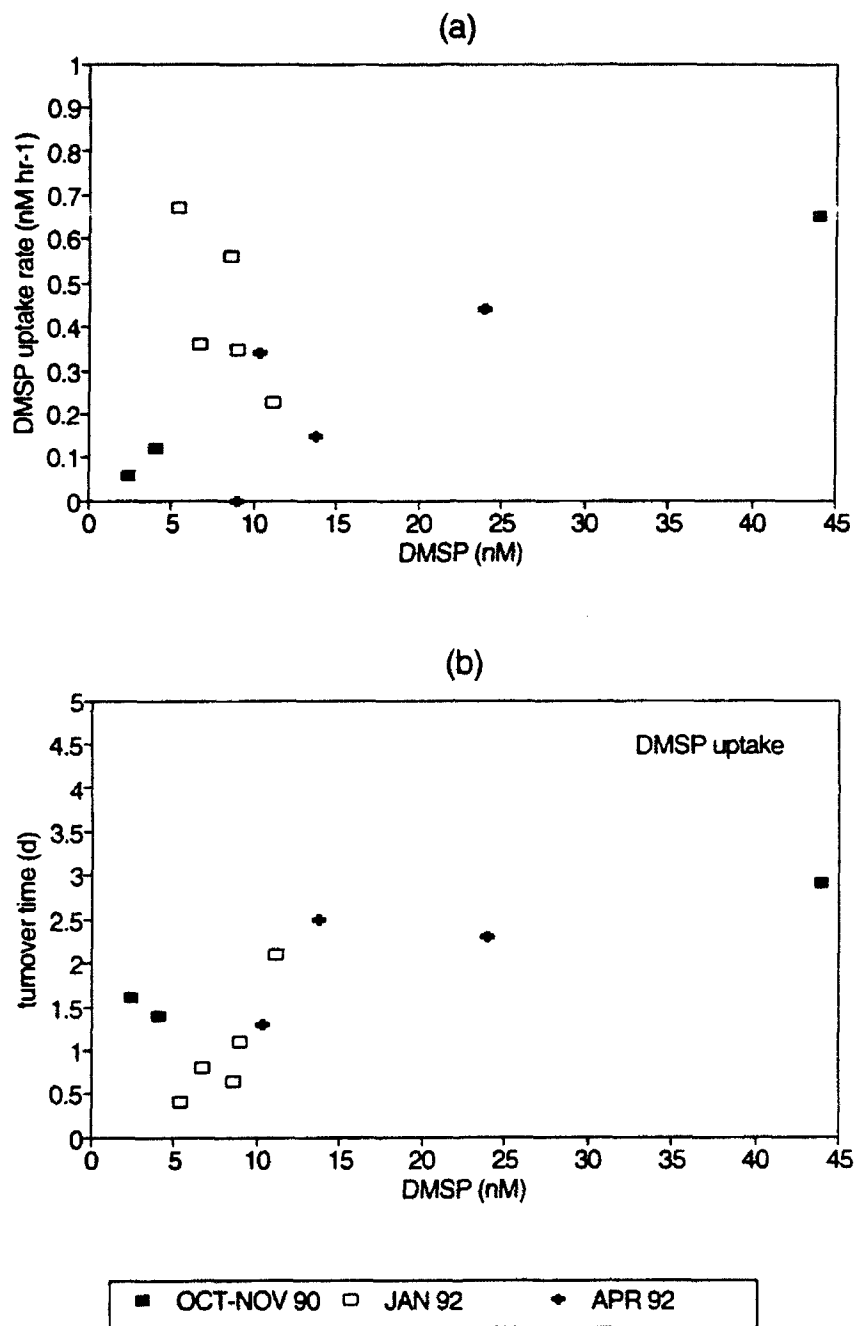 (a)
1
0.9
0.8
0.7
0.6
0.5
0.4
0.3
0.2
0.1
0
DMSP uptake rate (nM hr-1)
0 5 10 15 20 25 30 35 40 45
DMSP (nM)
(b)
5
4.5
4
3.5
3
2.5
2
1.5
1
0.5
0
turnover time (d)
DMSP uptake
0 5 10 15 20 25 30 35 40 45
DMSP (nM)
OCT-NOV 90 JAN 92 APR 92